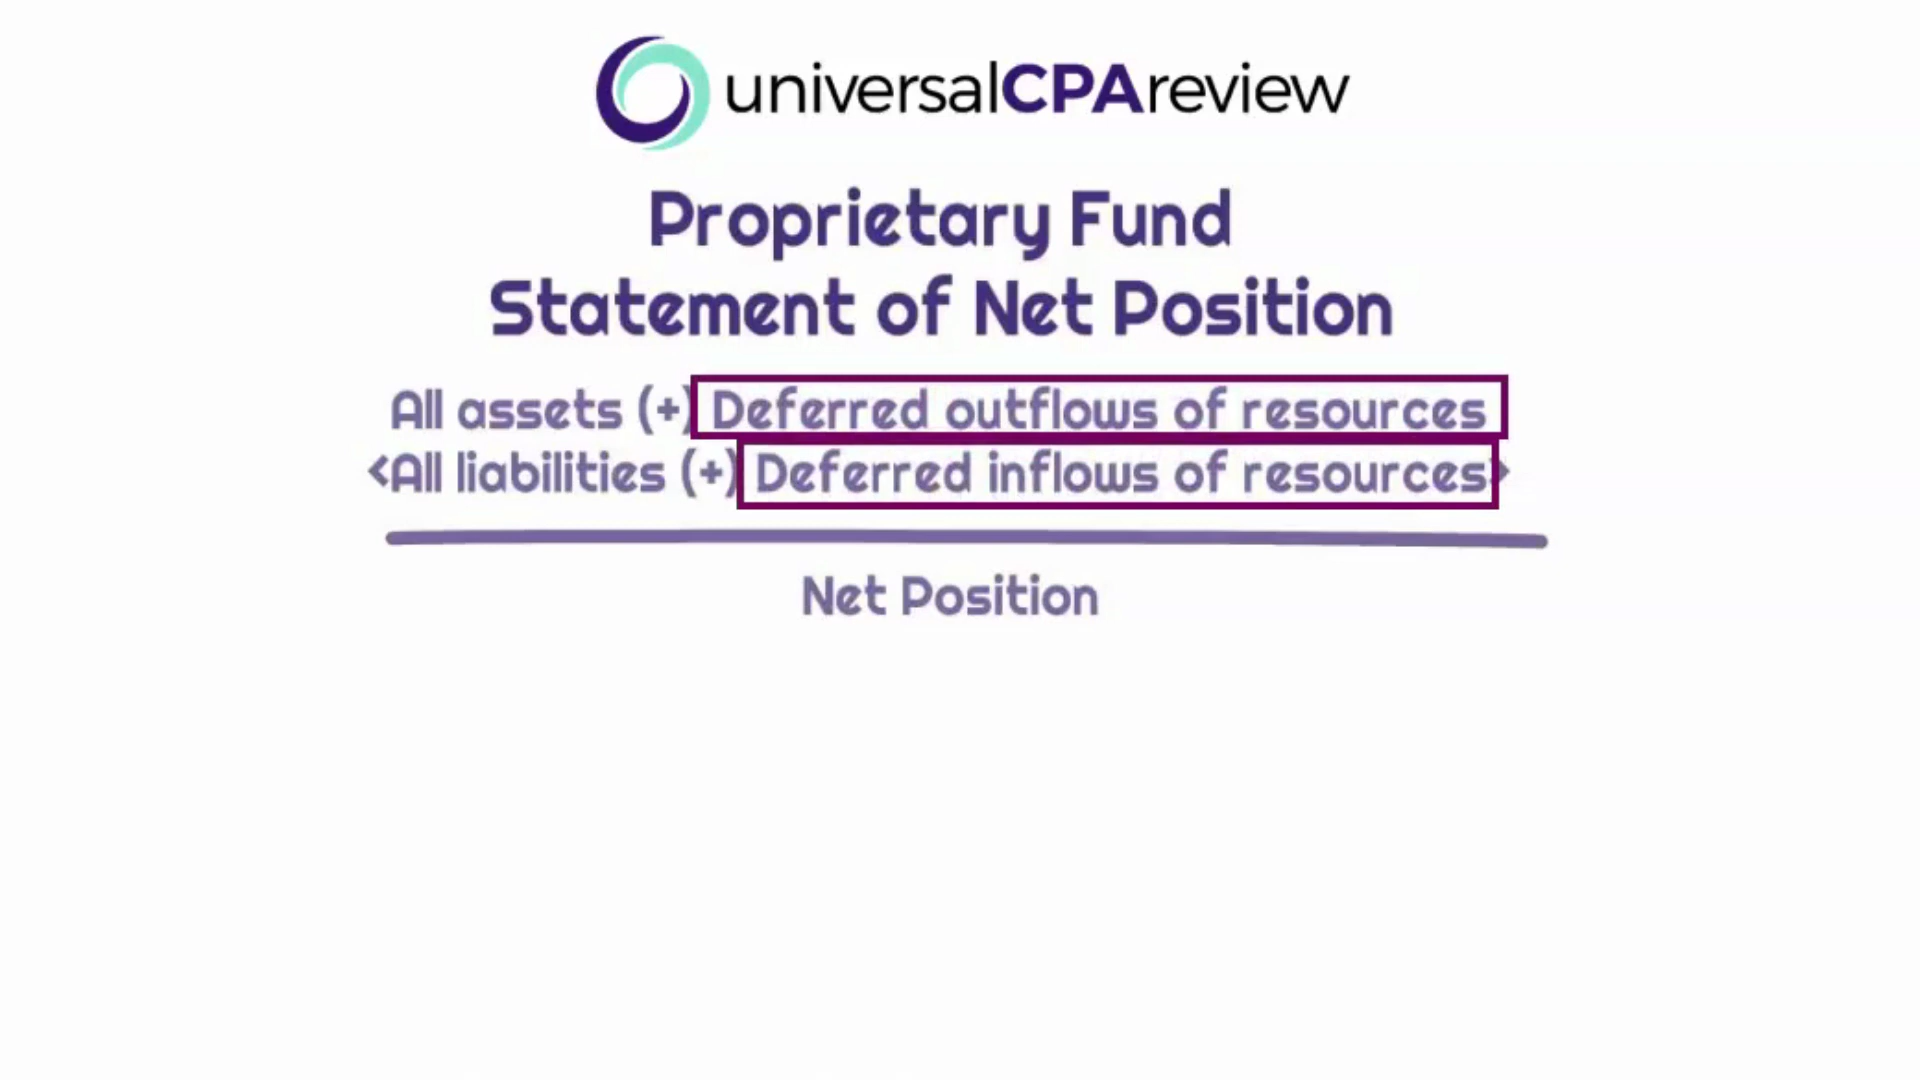 universalCPAreview
Proprietary Fund
Statement of Net Position
All assets (+) Deferred outflows of resources
<All liabilities (+) Deferred inflows of resources>
Net Position